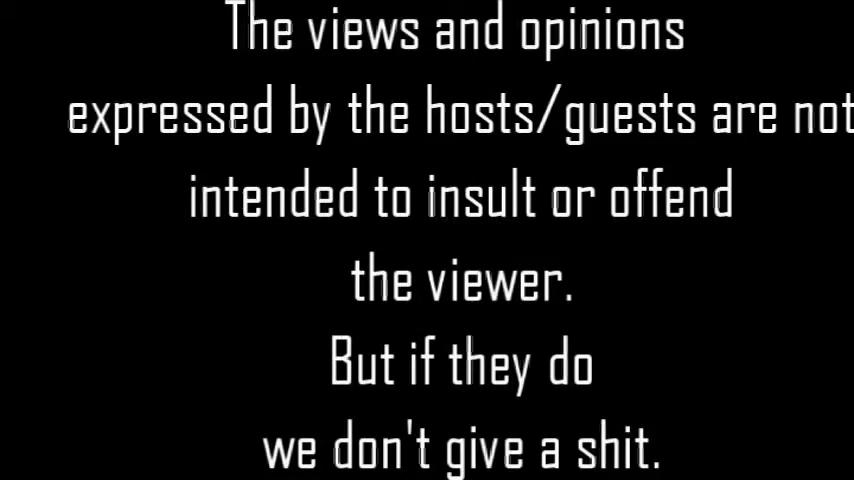 The views and opinions
expressed by the hosts/guests are not
intended to insult or offend
the viewer.
But if they do
we don't give a shit.